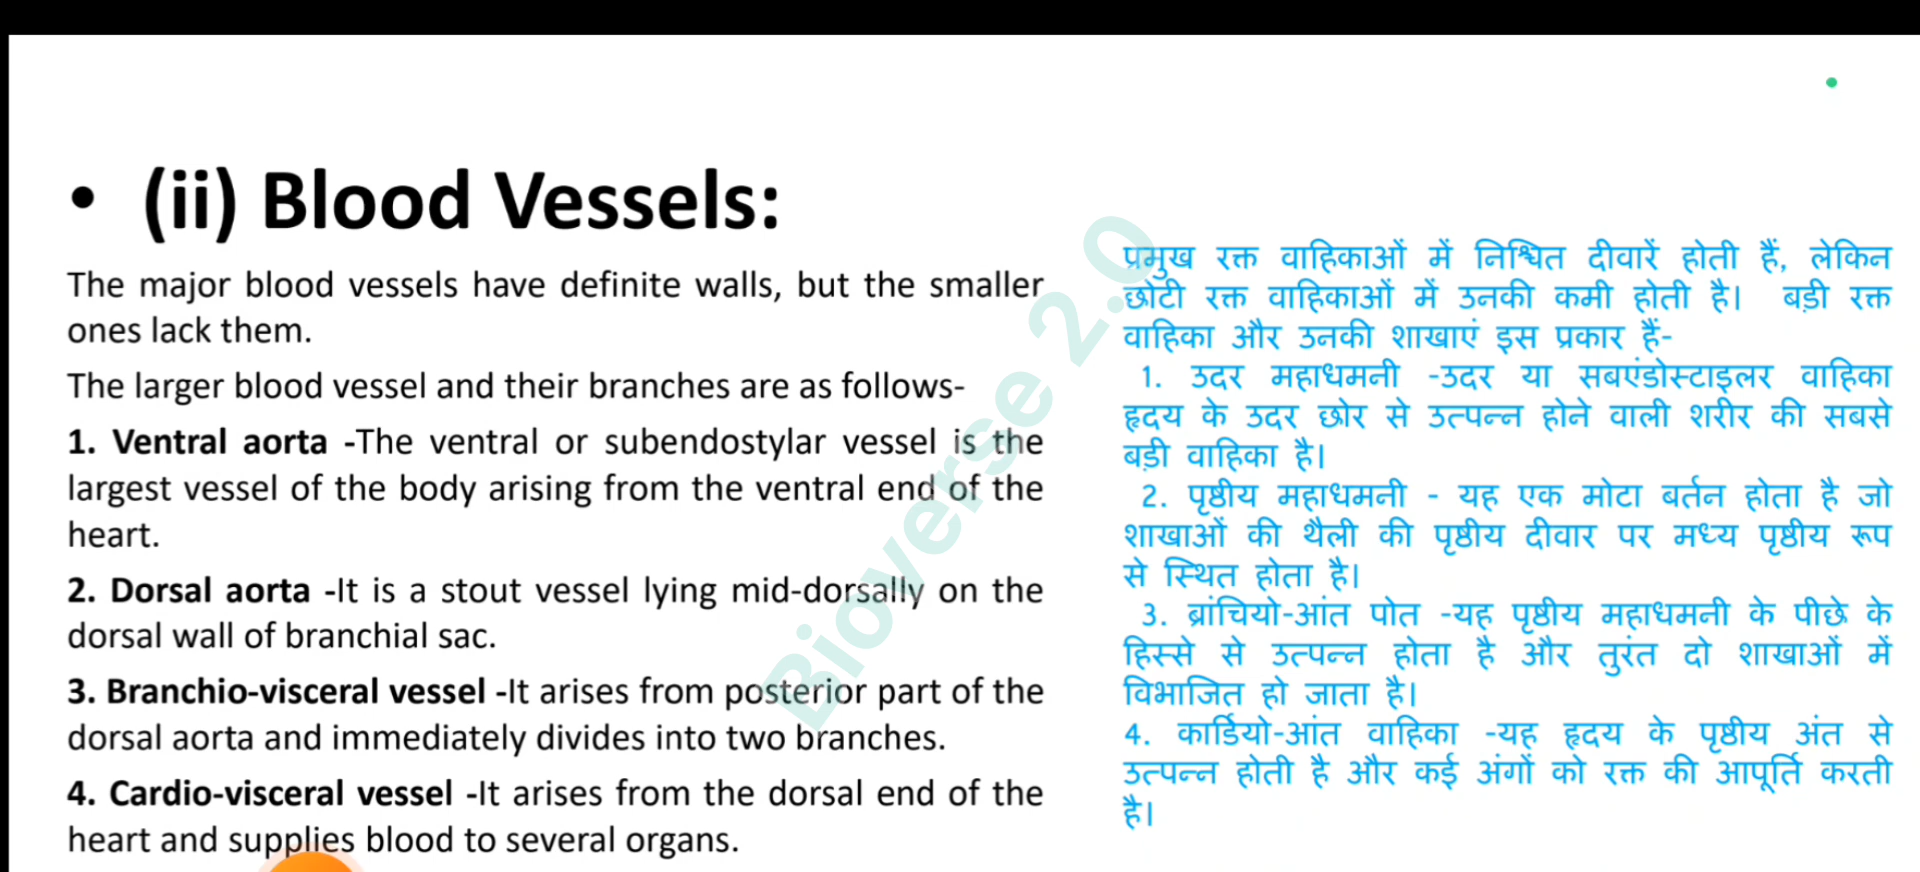 • (ii) Blood Vessels:
The major blood vessels have definite walls, but the smaller
ones lack them.
The larger blood vessel and their branches are as follows-
1. Ventral aorta -The ventral or subendostylar vessel is the
largest vessel of the body arising from the ventral end of the
heart.
2. Dorsal aorta -It is a stout vessel lying mid-dorsally on the
dorsal wall of branchial sac.
3. Branchio-visceral vessel -It arises from posterior part of the
dorsal aorta and immediately divides into two branches.
4. Cardio-visceral vessel -It arises from the dorsal end of the
heart and supplies blood to several organs.
प्रमुख रक्त वाहिकाओं में निश्चित दीवारें होती हैं, लेकिन
छोटी रक्त वाहिकाओं में उनकी कमी होती है। बड़ी रक्त
वाहिका और उनकी शाखाएं इस प्रकार हैं-
1. उदर महाधमनी -उदर या सबएंडोस्टाइलर वाहिका
हृदय के उदर छोर से उत्पन्न होने वाली शरीर की सबसे
बड़ी वाहिका है।
2. पृष्ठीय महाधमनी - यह एक मोटा बर्तन होता है जो
शाखाओं की थैली की पृष्ठीय दीवार पर मध्य पृष्ठीय रूप
से स्थित होता है।
3. ब्रांचियो-आंत पोत -यह पृष्ठीय महाधमनी के पीछे के
हिस्से से उत्पन्न होता है और तुरंत दो शाखाओं में
विभाजित हो जाता है।
4. कार्डियो-आंत वाहिका -यह हृदय के पृष्ठीय अंत से
उत्पन्न होती है और कई अंगों को रक्त की आपूर्ति करती
है।
Bioverse 2.0